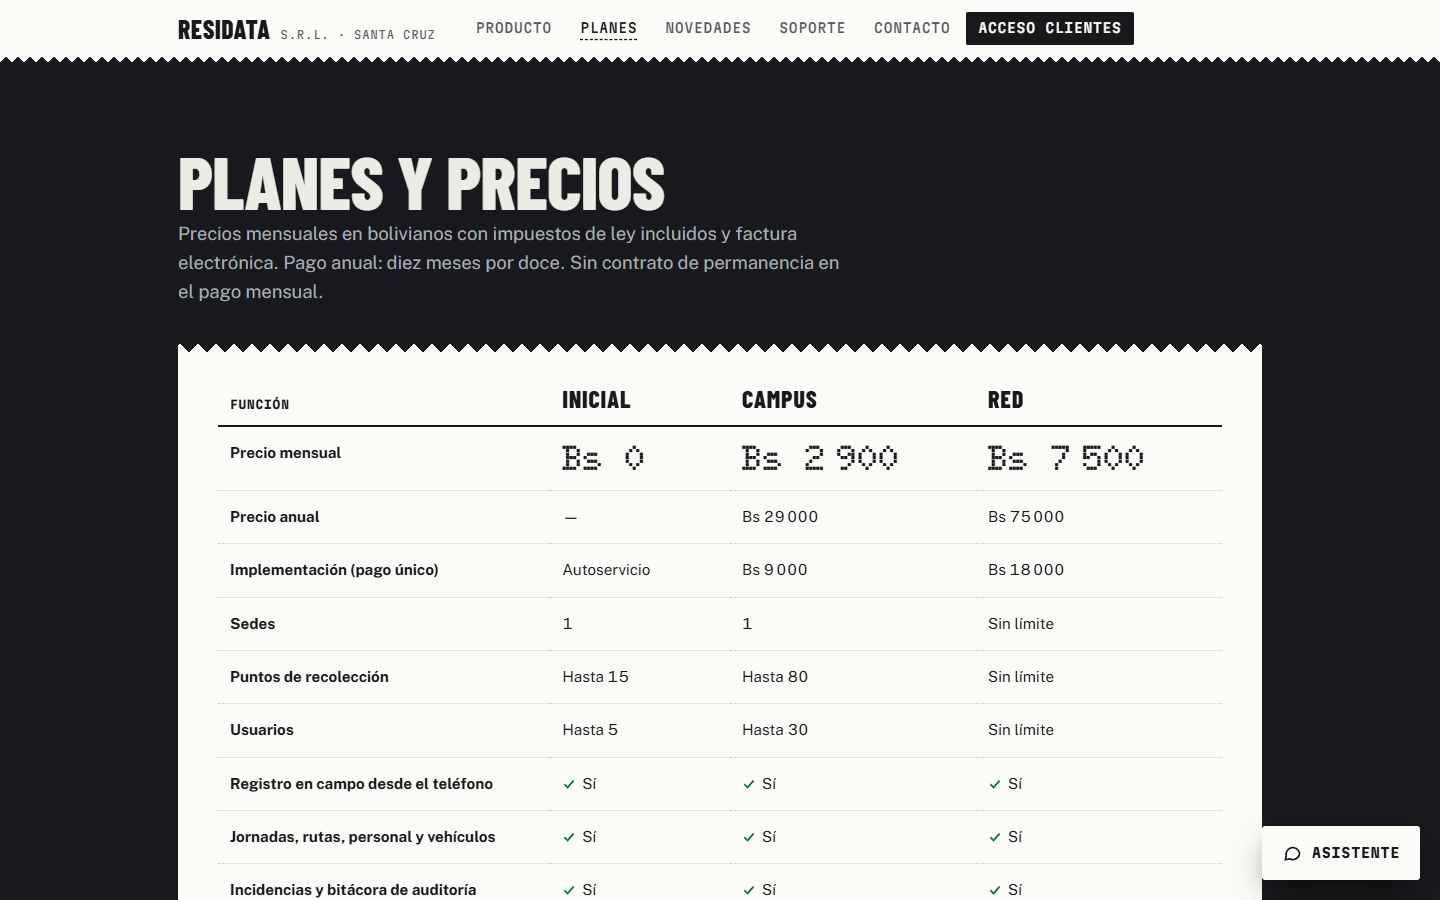 RESIDATA S.R.L. · SANTA CRUZ PRODUCTO PLANES NOVEDADES SOPORTE CONTACTO ACCESO CLIENTES
PLANES Y PRECIOS
Precios mensuales en bolivianos con impuestos de ley incluidos y factura
electrónica. Pago anual: diez meses por doce. Sin contrato de permanencia en
el pago mensual.
FUNCIÓN INICIAL CAMPUS RED
Precio mensual Bs 0 Bs 2 900 Bs 7 500
Precio anual — Bs 29 000 Bs 75 000
Implementación (pago único) Autoservicio Bs 9 000 Bs 18 000
Sedes 1 1 Sin límite
Puntos de recolección Hasta 15 Hasta 80 Sin límite
Usuarios Hasta 5 Hasta 30 Sin límite
Registro en campo desde el teléfono ✓ Sí ✓ Sí ✓ Sí
Jornadas, rutas, personal y vehículos ✓ Sí ✓ Sí ✓ Sí
Incidencias y bitácora de auditoría ✓ Sí ✓ Sí ✓ Sí
ASISTENTE